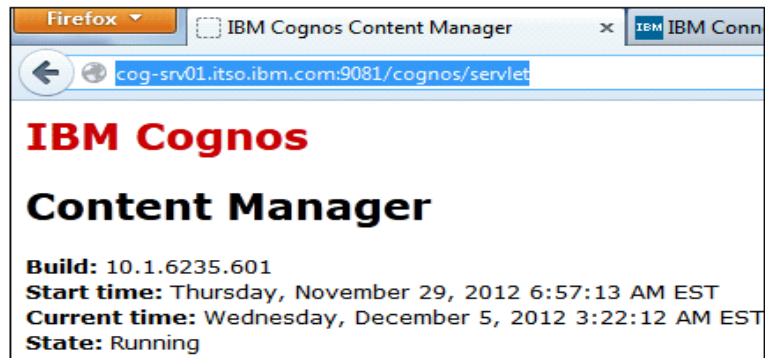 Firefox
IBM Cognos Content Manager
IBM IBM Conn
cog-srv01.itso.ibm.com:9081/cognos/servlet
IBM Cognos
Content Manager
Build: 10.1.6235.601
Start time: Thursday, November 29, 2012 6:57:13 AM EST
Current time: Wednesday, December 5, 2012 3:22:12 AM EST
State: Running